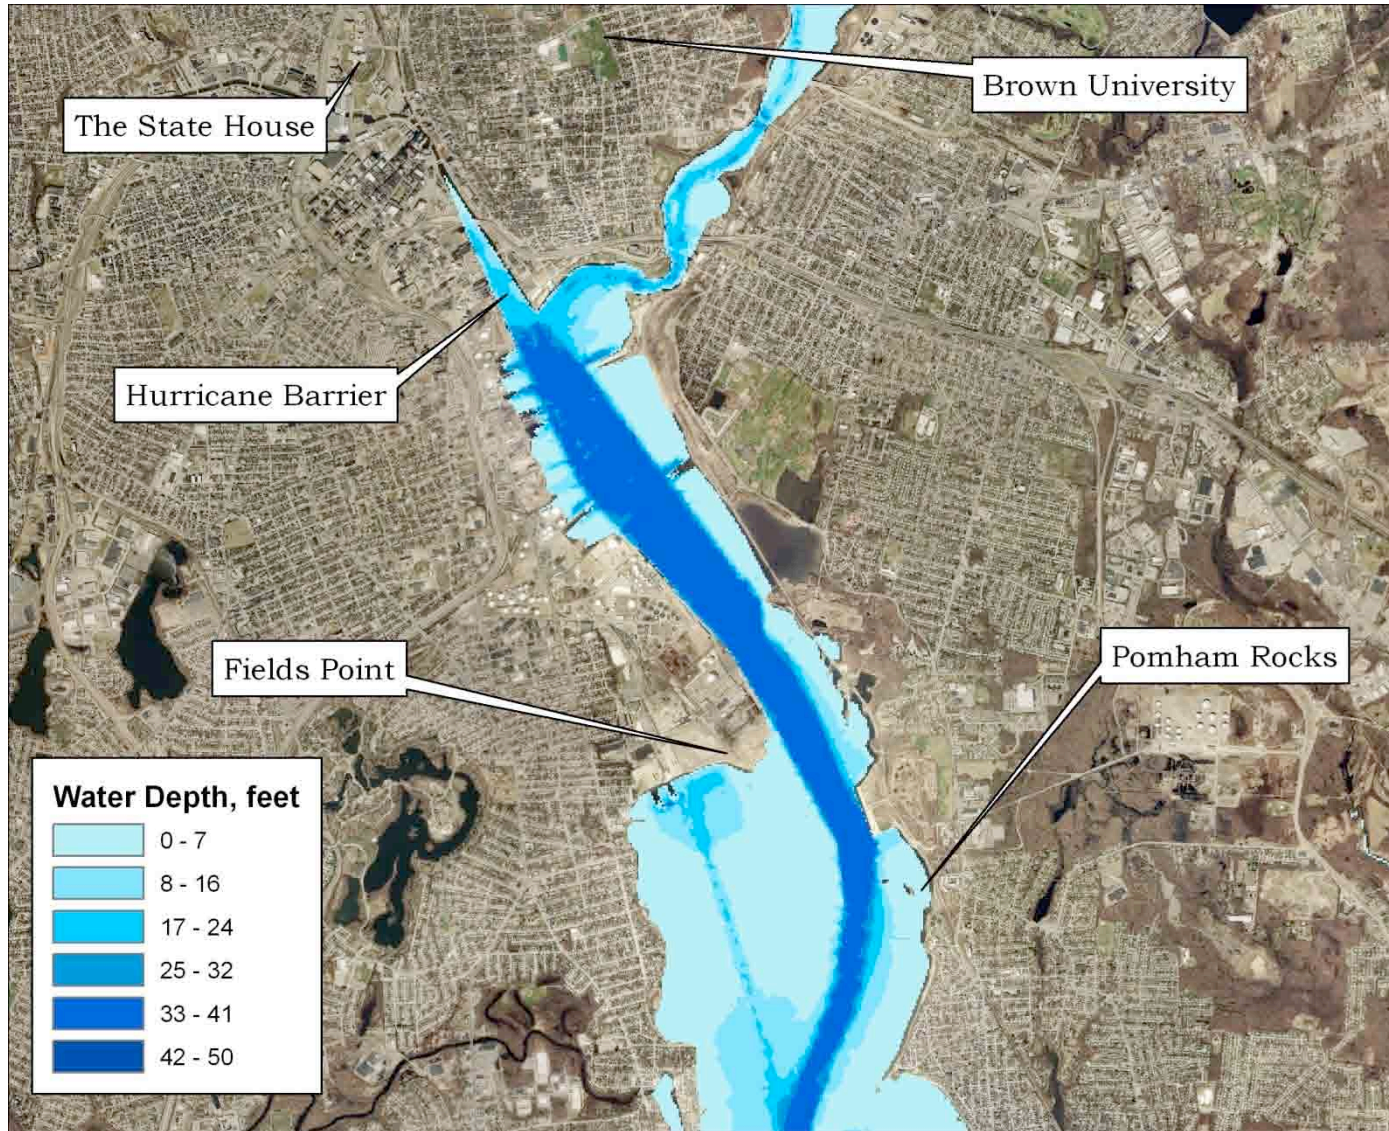 Brown University
The State House
Hurricane Barrier
Fields Point
Pomham Rocks
Water Depth, feet
0 - 7
8 - 16
17 - 24
25 - 32
33 - 41
42 - 50